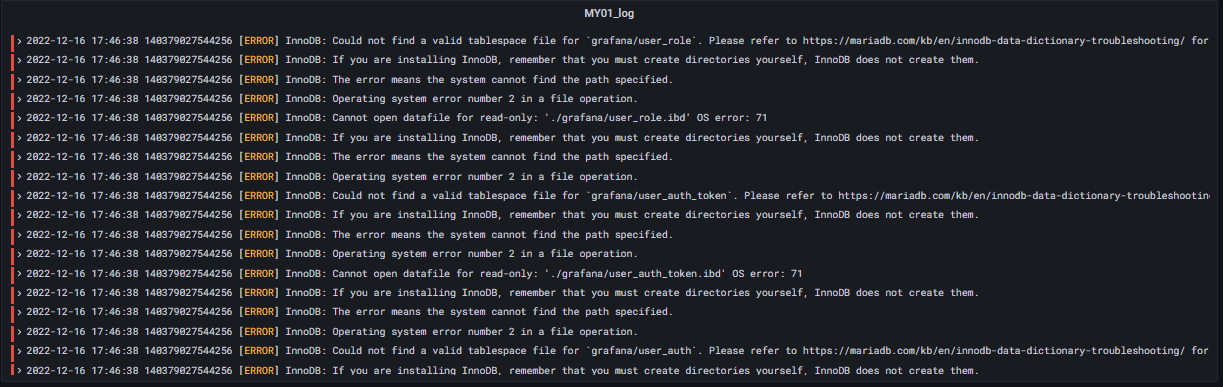 MY01_log
> 2022-12-16 17:46:38 140379027544256 [ERROR] InnoDB: Could not find a valid tablespace file for `grafana/user_role`. Please refer to https://mariadb.com/kb/en/innodb-data-dictionary-troubleshooting/ for
> 2022-12-16 17:46:38 140379027544256 [ERROR] InnoDB: If you are installing InnoDB, remember that you must create directories yourself, InnoDB does not create them.
> 2022-12-16 17:46:38 140379027544256 [ERROR] InnoDB: The error means the system cannot find the path specified.
> 2022-12-16 17:46:38 140379027544256 [ERROR] InnoDB: Operating system error number 2 in a file operation.
> 2022-12-16 17:46:38 140379027544256 [ERROR] InnoDB: Cannot open datafile for read-only: './grafana/user_role.ibd' OS error: 71
> 2022-12-16 17:46:38 140379027544256 [ERROR] InnoDB: If you are installing InnoDB, remember that you must create directories yourself, InnoDB does not create them.
> 2022-12-16 17:46:38 140379027544256 [ERROR] InnoDB: The error means the system cannot find the path specified.
> 2022-12-16 17:46:38 140379027544256 [ERROR] InnoDB: Operating system error number 2 in a file operation.
> 2022-12-16 17:46:38 140379027544256 [ERROR] InnoDB: Could not find a valid tablespace file for `grafana/user_auth_token`. Please refer to https://mariadb.com/kb/en/innodb-data-dictionary-troubleshooting
> 2022-12-16 17:46:38 140379027544256 [ERROR] InnoDB: If you are installing InnoDB, remember that you must create directories yourself, InnoDB does not create them.
> 2022-12-16 17:46:38 140379027544256 [ERROR] InnoDB: The error means the system cannot find the path specified.
> 2022-12-16 17:46:38 140379027544256 [ERROR] InnoDB: Operating system error number 2 in a file operation.
> 2022-12-16 17:46:38 140379027544256 [ERROR] InnoDB: Cannot open datafile for read-only: './grafana/user_auth_token.ibd' OS error: 71
> 2022-12-16 17:46:38 140379027544256 [ERROR] InnoDB: If you are installing InnoDB, remember that you must create directories yourself, InnoDB does not create them.
> 2022-12-16 17:46:38 140379027544256 [ERROR] InnoDB: The error means the system cannot find the path specified.
> 2022-12-16 17:46:38 140379027544256 [ERROR] InnoDB: Operating system error number 2 in a file operation.
> 2022-12-16 17:46:38 140379027544256 [ERROR] InnoDB: Could not find a valid tablespace file for `grafana/user_auth`. Please refer to https://mariadb.com/kb/en/innodb-data-dictionary-troubleshooting/ for
> 2022-12-16 17:46:38 140379027544256 [ERROR] InnoDB: If you are installing InnoDB, remember that you must create directories yourself, InnoDB does not create them.